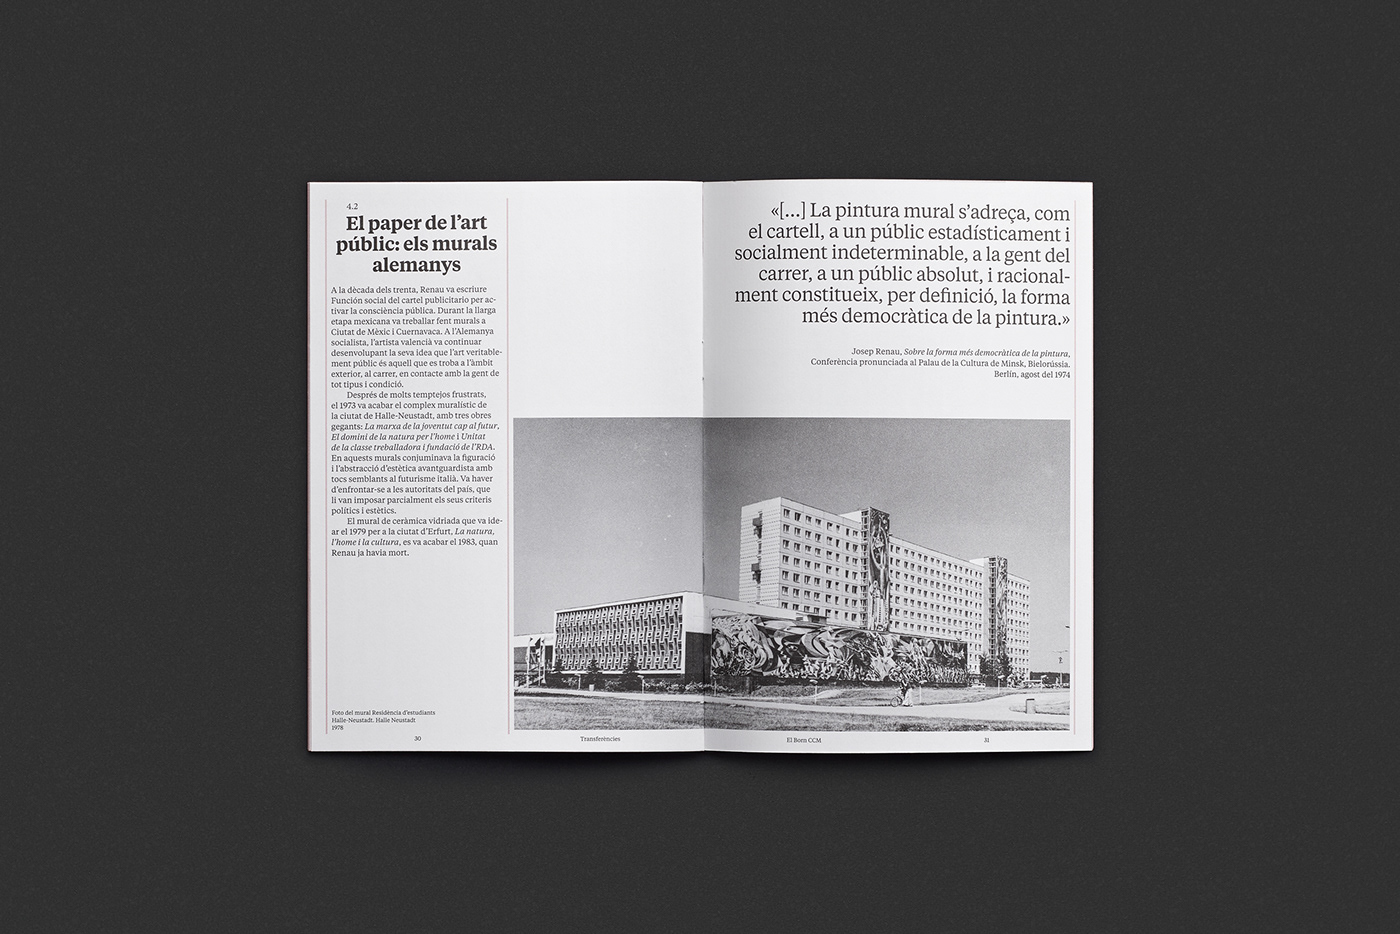 4.2
El paper de l'art
públic: els murals
alemanys
A la dècada dels trenta, Renau va escriure
Función social del cartel publicitario per ac-
tivar la consciència pública. Durant la llarga
etapa mexicana va treballar fent murals a
Ciutat de Mèxic i Cuernavaca. A l'Alemanya
socialista, l'artista valencià va continuar
desenvolupant la seva idea que l'art veritable-
ment públic és aquell que es troba a l'àmbit
exterior, al carrer, en contacte amb la gent de
tot tipus i condició.
Després de molts temptejos frustrats,
el 1973 va acabar el complex muralístic de
la ciutat de Halle-Neustadt, amb tres obres
gegants: La marxa de la joventut cap al futur,
El domini de la natura per l'home i Unitat
de la classe treballadora i fundació de l'RDA.
En aquests murals conjuminava la figuració
i l'abstracció d'estètica avantguardista amb
tocs semblants al futurisme italià. Va haver
d'enfrontar-se a les autoritats del país, que
li van imposar parcialment els seus criteris
polítics i estètics.
El mural de ceràmica vidriada que va ide-
ar el 1979 per a la ciutat d'Erfurt, La natura,
l'home i la cultura, es va acabar el 1983, quan
Renau ja havia mort.
Foto del mural Residència d'estudiants
Halle-Neustadt. Halle Neustadt
1978
30
Transferències
«[...] La pintura mural s'adreça, com
el cartell, a un públic estadísticament i
socialment indeterminable, a la gent del
carrer, a un públic absolut, i racional-
ment constitueix, per definició, la forma
més democràtica de la pintura.»
Josep Renau, Sobre la forma més democràtica de la pintura,
Conferència pronunciada al Palau de la Cultura de Minsk, Bielorússia.
Berlín, agost del 1974
El Born CCM
31